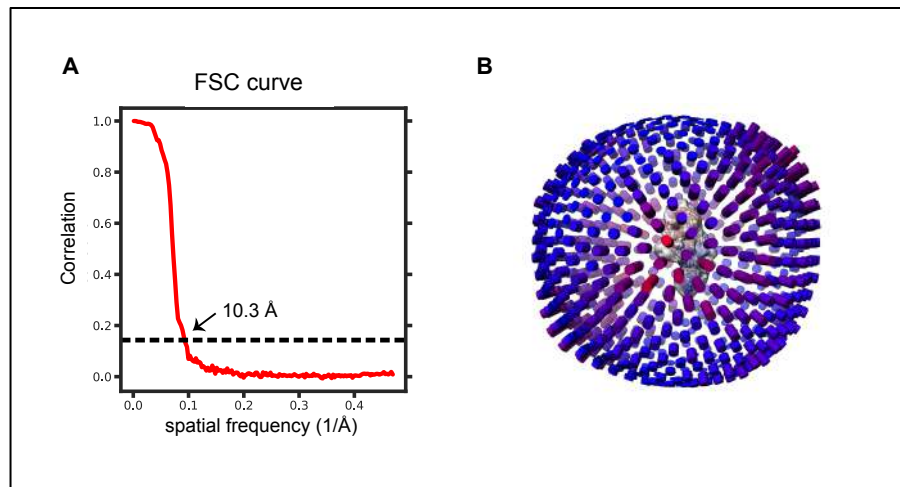 A
B
FSC curve
1.0
0.8
0.6
0.4
0.2
0.0
Correlation
10.3 Å
0.0 0.1 0.2 0.3 0.4
spatial frequency (1/Å)